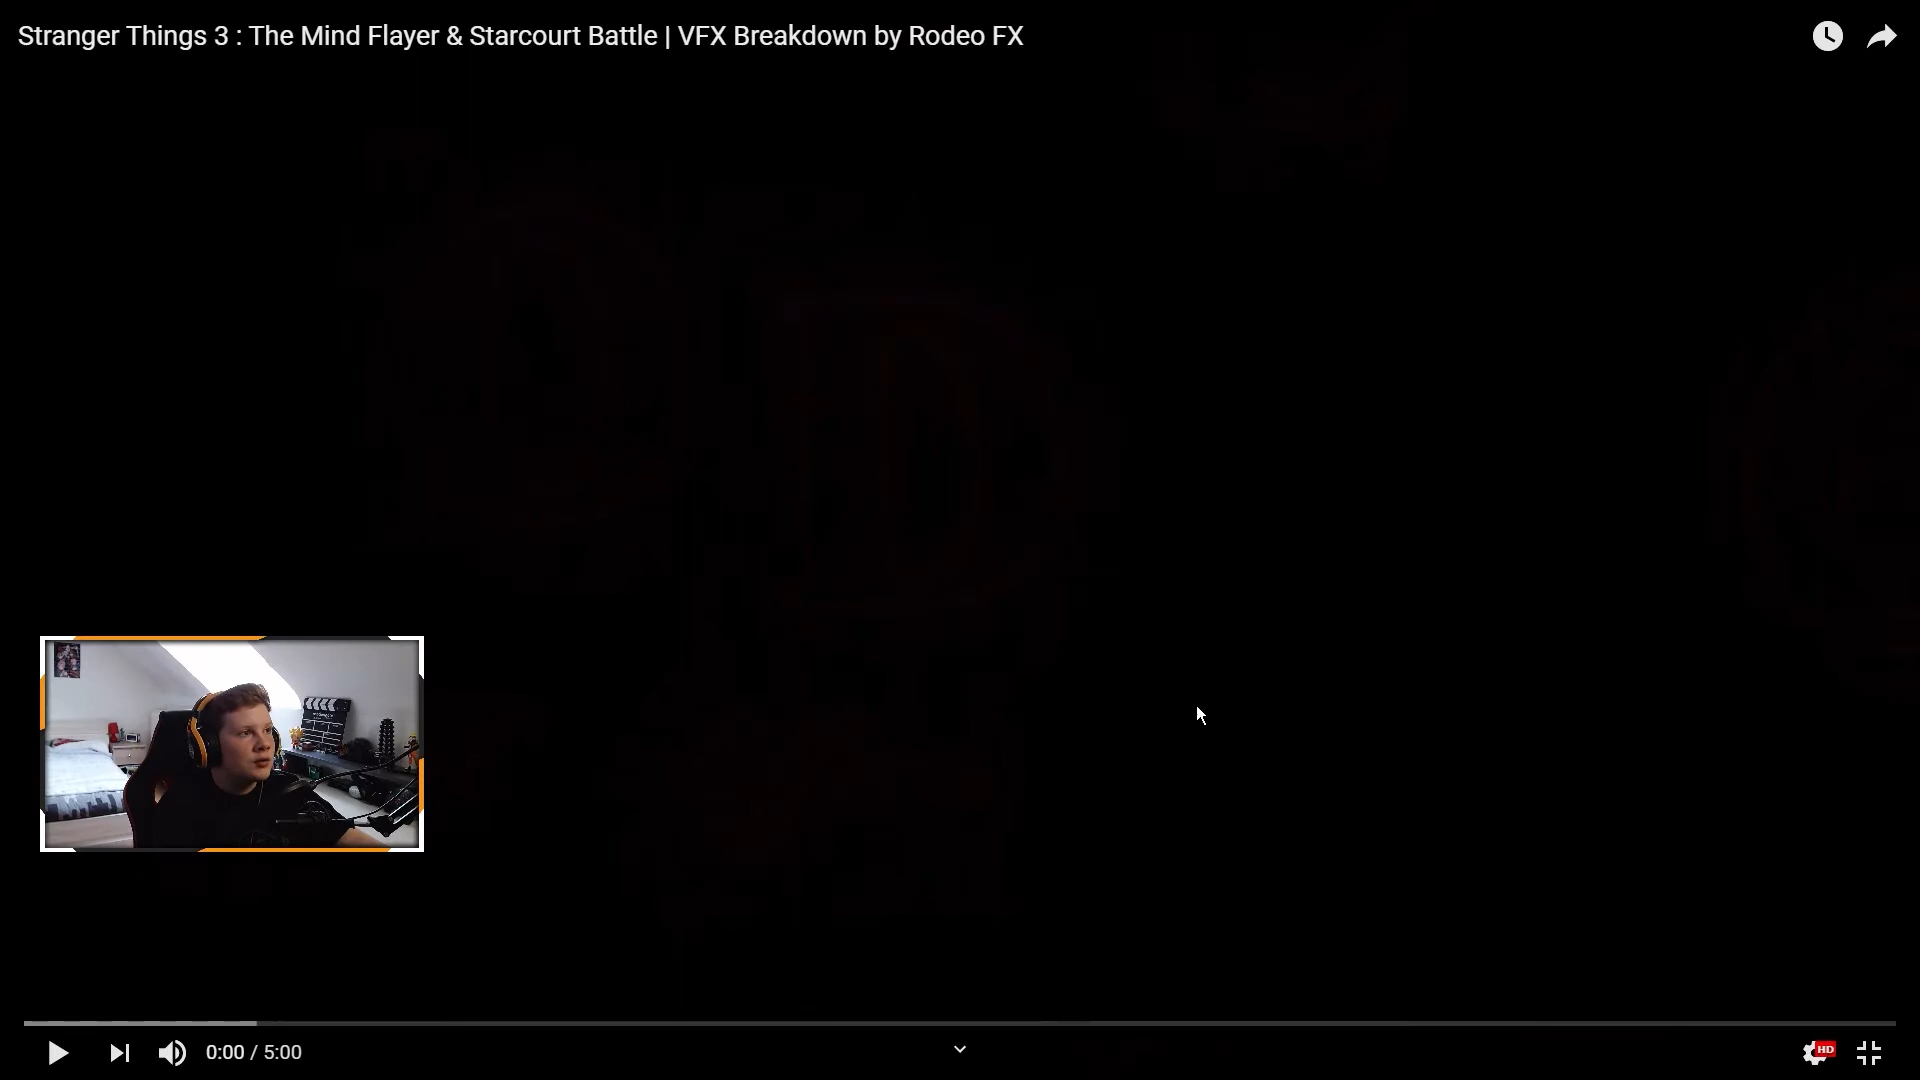 Stranger Things 3 : The Mind Flayer & Starcourt Battle | VFX Breakdown by Rodeo FX
0:00 / 5:00
HD